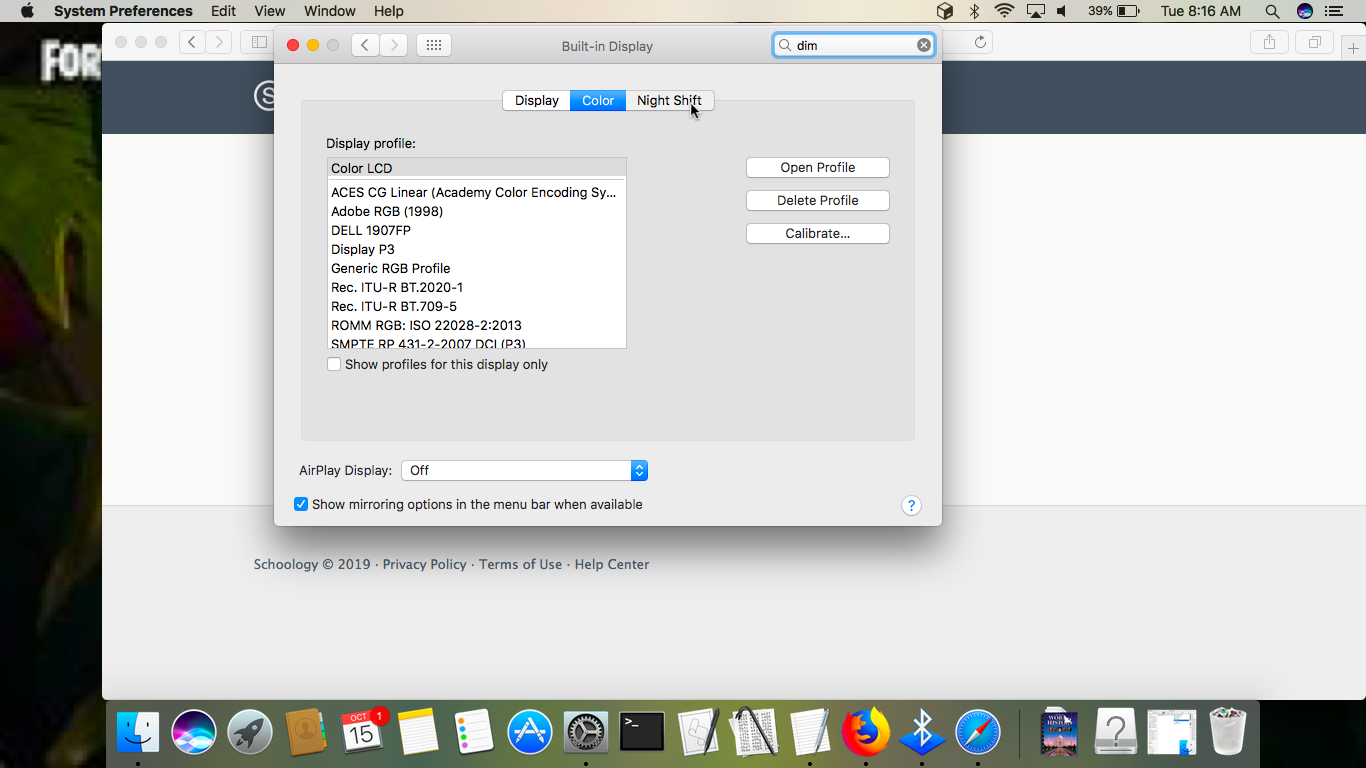 System Preferences Edit View Window Help 39% Tue 8:16 AM
FOR
Built-in Display
dim
S
Display Color Night Shift
Display profile:
Color LCD
ACES CG Linear (Academy Color Encoding Sy...
Adobe RGB (1998)
DELL 1907FP
Display P3
Generic RGB Profile
Rec. ITU-R BT.2020-1
Rec. ITU-R BT.709-5
ROMM RGB: ISO 22028-2:2013
SMPTE RP 431-2-2007 DCI (P3)
Open Profile
Delete Profile
Calibrate...
Show profiles for this display only
AirPlay Display: Off
Show mirroring options in the menu bar when available
?
Schoology © 2019 · Privacy Policy · Terms of Use · Help Center
OCT
15
1
>_
WORLD
HISTORY
?